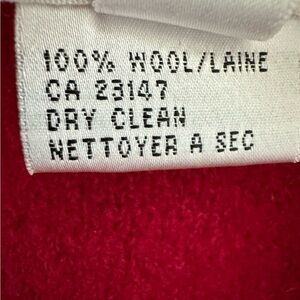 100% WOOL/LAINE
CA 23147
DRY CLEAN
NETTOYER A SEC